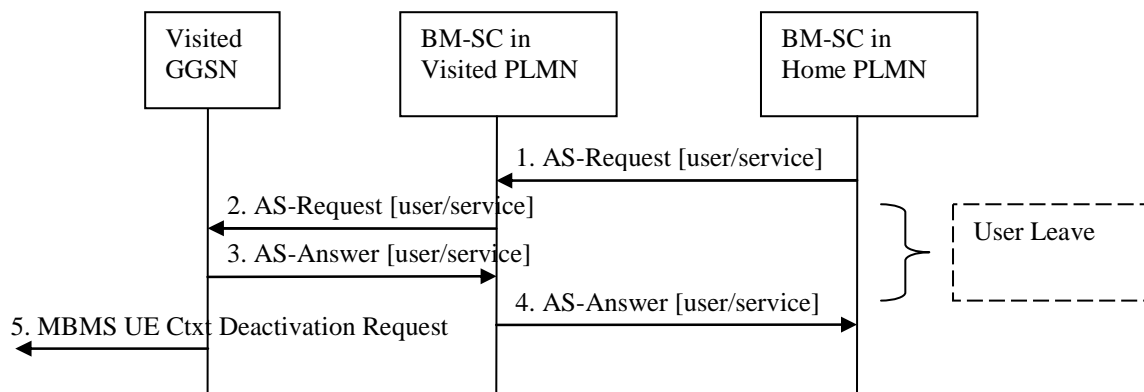 Visited
GGSN
BM-SC in
Visited PLMN
BM-SC in
Home PLMN
1. AS-Request [user/service]
2. AS-Request [user/service]
User Leave
3. AS-Answer [user/service]
4. AS-Answer [user/service]
5. MBMS UE Ctxt Deactivation Request